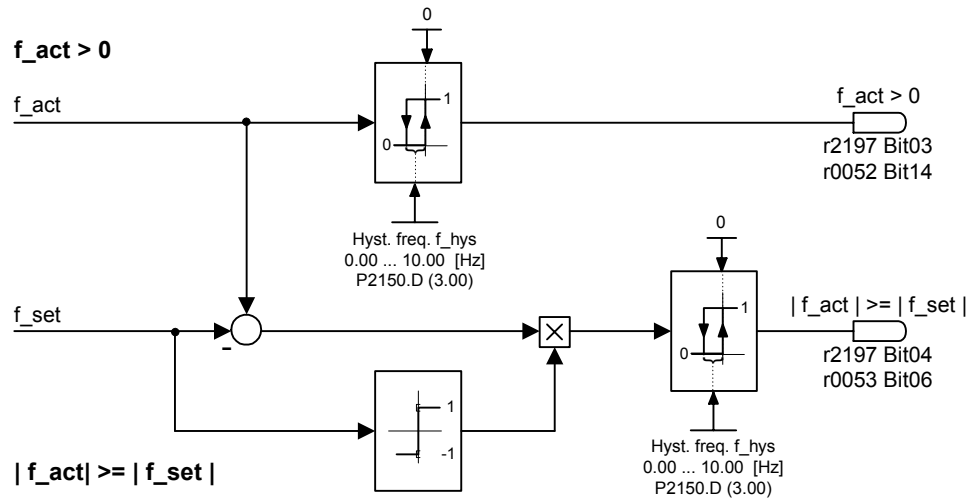 0
f_act > 0
f_act
1
0
f_act > 0
r2197 Bit03
r0052 Bit14
Hyst. freq. f_hys
0.00 ... 10.00 [Hz]
P2150.D (3.00)
0
f_set
-
1
0
| f_act | >= | f_set |
r2197 Bit04
r0053 Bit06
1
-1
Hyst. freq. f_hys
0.00 ... 10.00 [Hz]
P2150.D (3.00)
| f_act| >= | f_set |